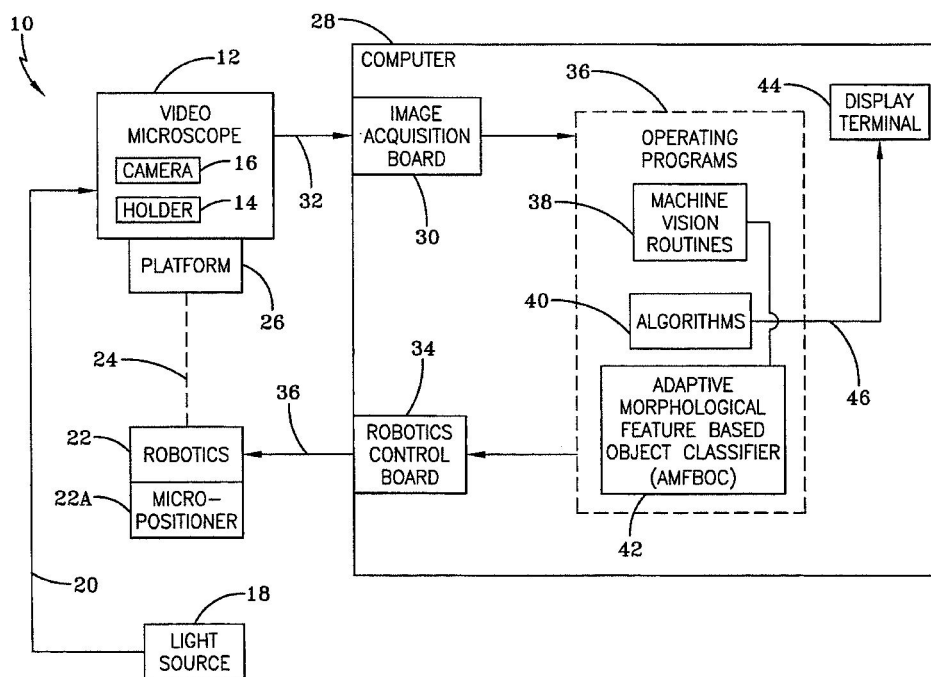 10
12
VIDEO
MICROSCOPE
CAMERA
16
HOLDER
14
PLATFORM
26
32
24
22
ROBOTICS
22A
MICRO-
POSITIONER
36
20
18
LIGHT
SOURCE
28
COMPUTER
IMAGE
ACQUISITION
BOARD
30
34
ROBOTICS
CONTROL
BOARD
36
OPERATING
PROGRAMS
38
MACHINE
VISION
ROUTINES
40
ALGORITHMS
46
ADAPTIVE
MORPHOLOGICAL
FEATURE BASED
OBJECT CLASSIFIER
(AMFBOC)
42
44
DISPLAY
TERMINAL